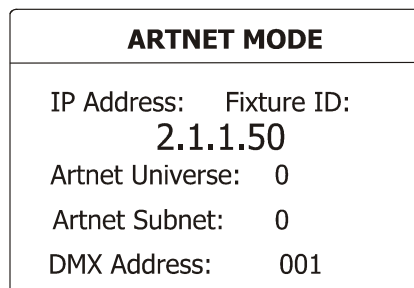 ARTNET MODE
IP Address: Fixture ID:
2.1.1.50
Artnet Universe: 0
Artnet Subnet: 0
DMX Address: 001